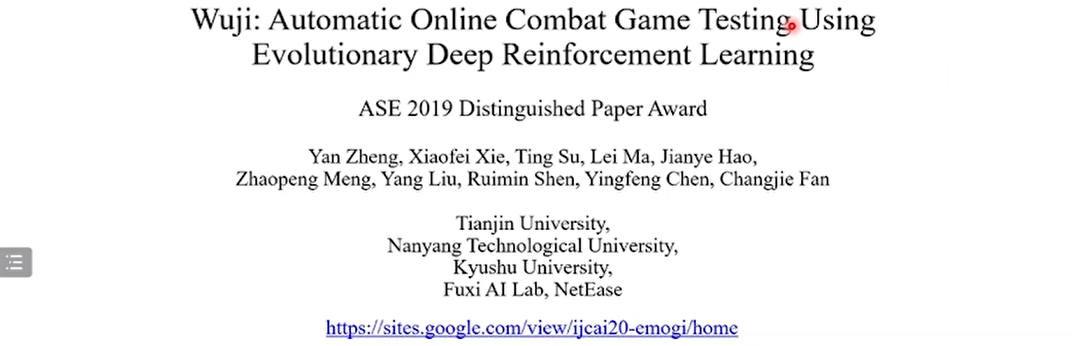 Wuji: Automatic Online Combat Game Testing Using
Evolutionary Deep Reinforcement Learning
ASE 2019 Distinguished Paper Award
Yan Zheng, Xiaofei Xie, Ting Su, Lei Ma, Jianye Hao,
Zhaopeng Meng, Yang Liu, Ruimin Shen, Yingfeng Chen, Changjie Fan
Tianjin University,
Nanyang Technological University,
Kyushu University,
Fuxi AI Lab, NetEase
https://sites.google.com/view/ijcai20-emogi/home